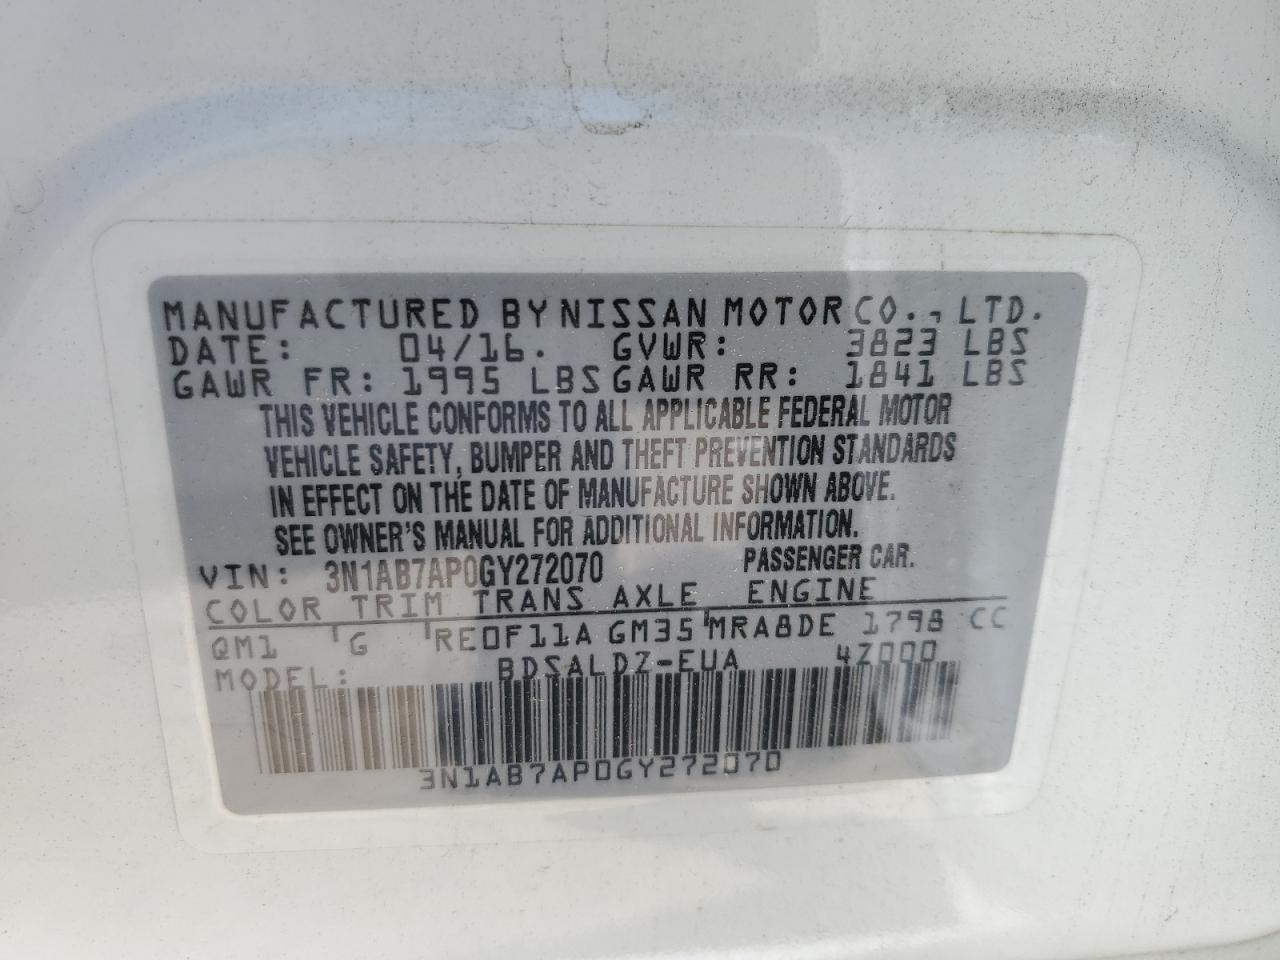 MANUFACTURED BY NISSAN MOTOR CO., LTD.
DATE: 04/16. GVWR: 3823 LBS
GAWR FR: 1995 LBS GAWR RR: 1841 LBS
THIS VEHICLE CONFORMS TO ALL APPLICABLE FEDERAL MOTOR
VEHICLE SAFETY, BUMPER AND THEFT PREVENTION STANDARDS
IN EFFECT ON THE DATE OF MANUFACTURE SHOWN ABOVE.
SEE OWNER'S MANUAL FOR ADDITIONAL INFORMATION.
VIN: 3N1AB7AP0GY272070 PASSENGER CAR.
COLOR TRIM TRANS AXLE ENGINE
QM1 G RE0F11A GM35 MRA8DE 1798 CC
MODEL: BDSALDZ-EUA 4Z000
3N1AB7AP0GY272070